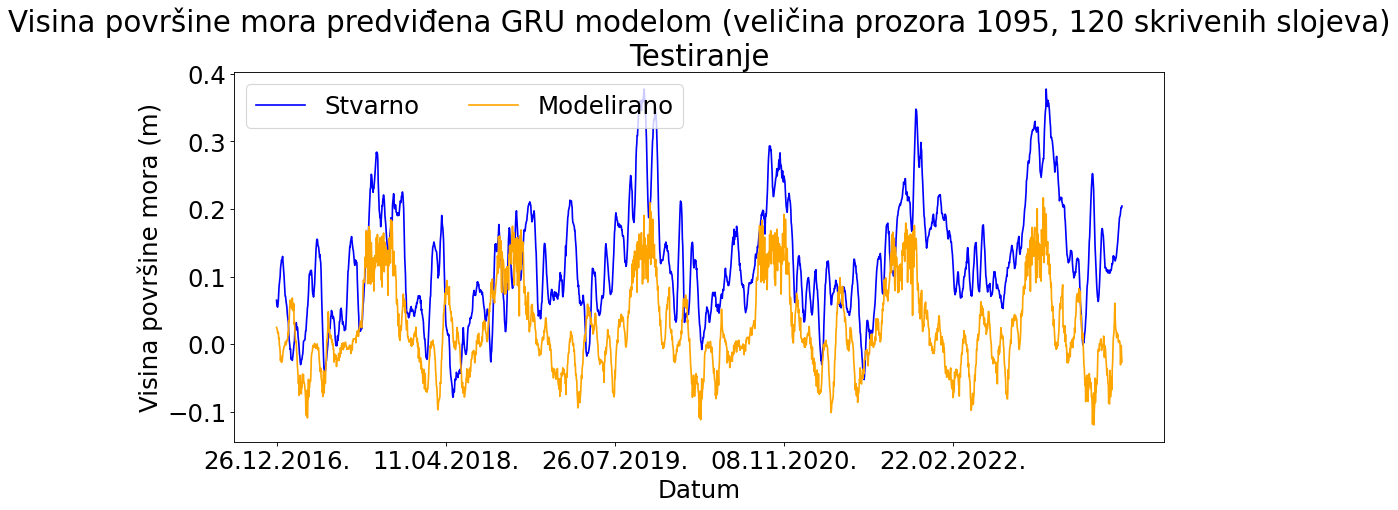 Visina površine mora predviđena GRU modelom (veličina prozora 1095, 120 skrivenih slojeva)
Testiranje
Stvarno
Modelirano
Visina površine mora (m)
0.4
0.3
0.2
0.1
0.0
−0.1
26.12.2016.
11.04.2018.
26.07.2019.
08.11.2020.
22.02.2022.
Datum